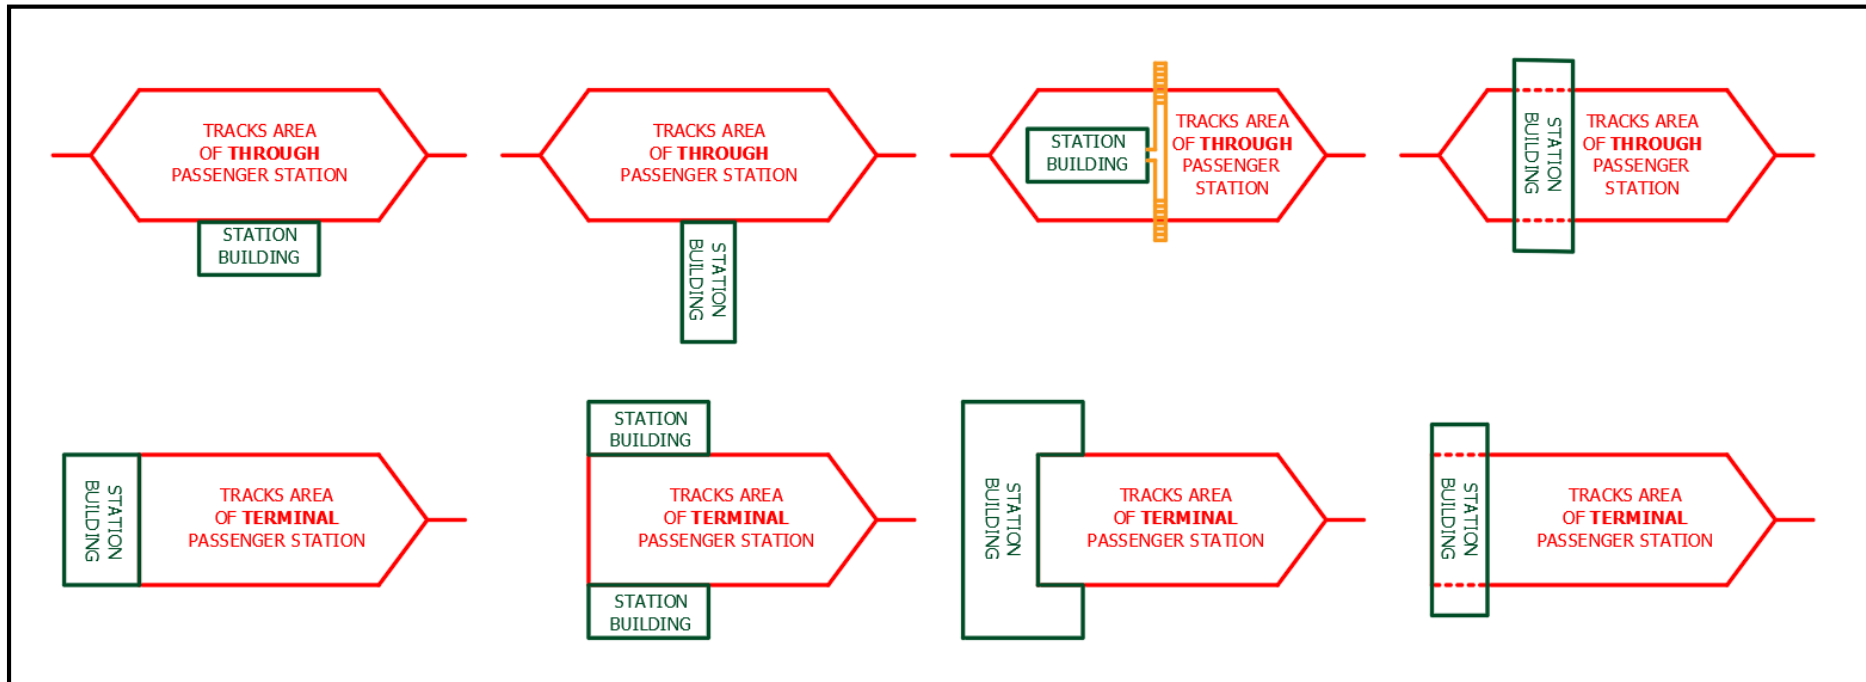 TRACKS AREA
OF THROUGH
PASSENGER STATION
STATION
BUILDING
TRACKS AREA
OF THROUGH
PASSENGER STATION
STATION
BUILDING
STATION
BUILDING
TRACKS AREA
OF THROUGH
PASSENGER
STATION
STATION
BUILDING
TRACKS AREA
OF THROUGH
PASSENGER
STATION
STATION
BUILDING
TRACKS AREA
OF TERMINAL
PASSENGER STATION
STATION
BUILDING
TRACKS AREA
OF TERMINAL
PASSENGER STATION
STATION
BUILDING
STATION
BUILDING
TRACKS AREA
OF TERMINAL
PASSENGER STATION
STATION
BUILDING
TRACKS AREA
OF TERMINAL
PASSENGER STATION